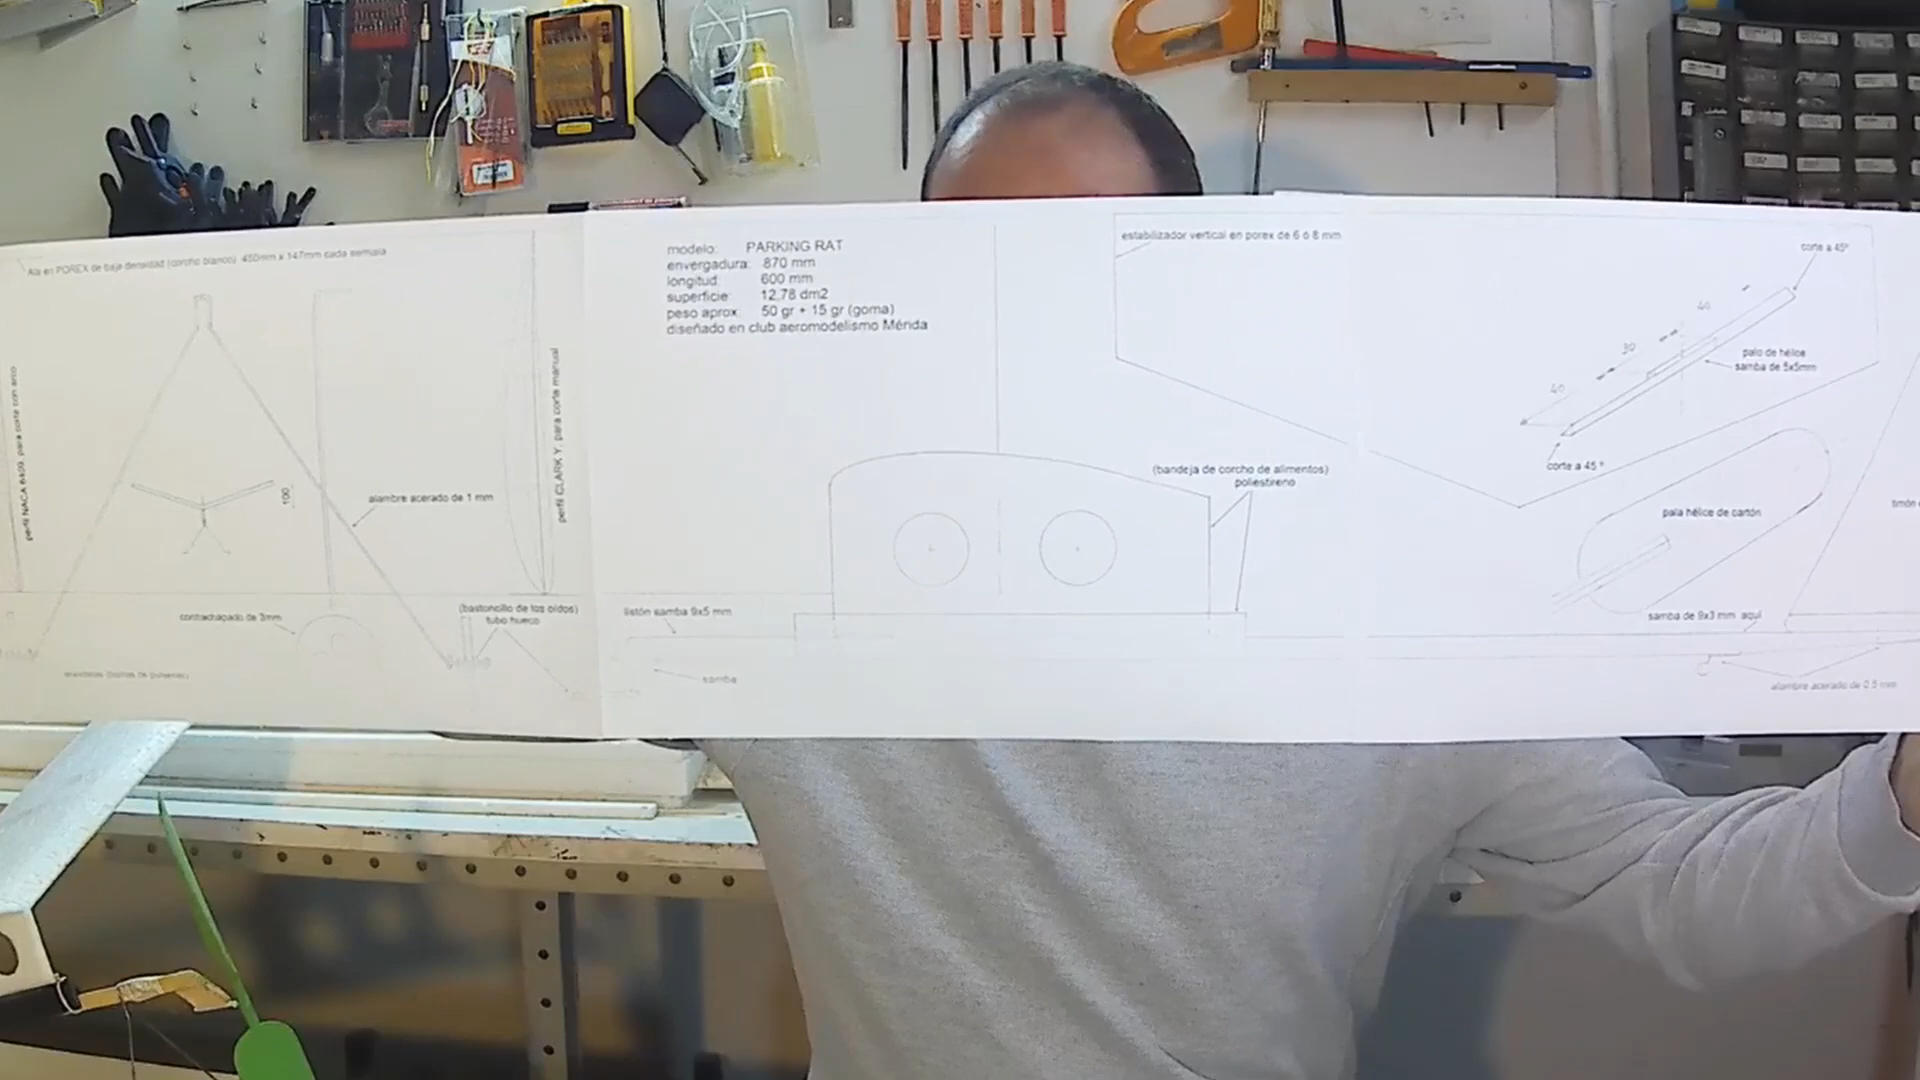 Ala en POREX de baja densidad (corcho blanco) 450mm x 147mm cada semiala
perfil NACA 6409, para corte con arco
100
alambre acerado de 1 mm
perfil CLARK Y, para corte manual
contrachapado de 3mm
(bastoncillo de los oidos)
tubo hueco
modelo: PARKING RAT
envergadura: 870 mm
longitud: 600 mm
superficie: 12.78 dm2
peso aprox: 50 gr + 15 gr (goma)
diseñado en club aeromodelismo Mérida
listón samba 9x5 mm
samba
(bandeja de corcho de alimentos)
poliestireno
estabilizador vertical en porex de 6 ó 8 mm
corte a 45º
40
30
40
palo de hélice
samba de 5x5mm
corte a 45 º
pala hélice de cartón
timón
samba de 9x3 mm aquí
alambre acerado de 0.5 mm